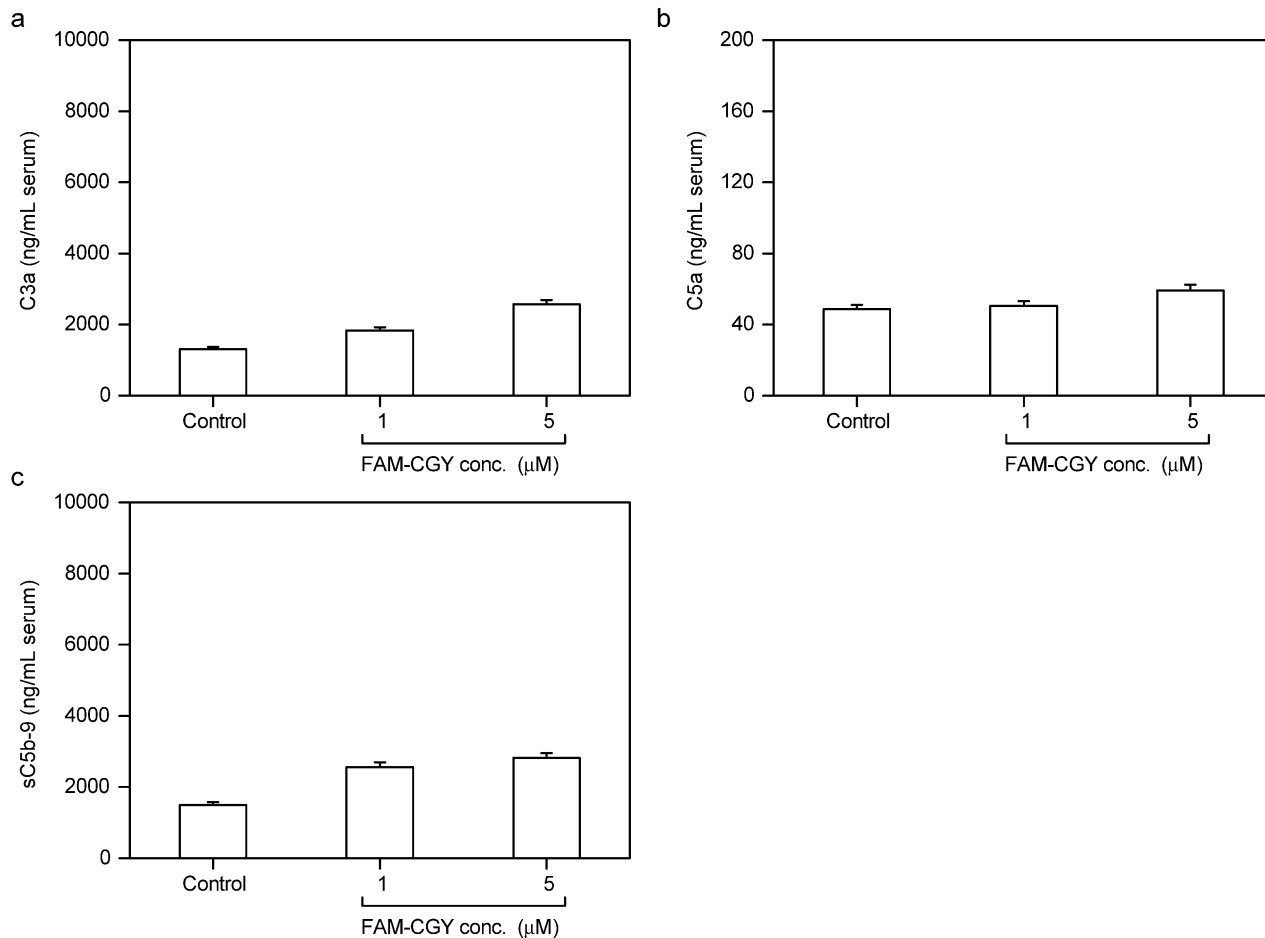 a
10000
8000
6000
4000
2000
0
C3a (ng/mL serum)
Control
1
5
FAM-CGY conc. (μM)
b
200
160
120
80
40
0
C5a (ng/mL serum)
Control
1
5
FAM-CGY conc. (μM)
c
10000
8000
6000
4000
2000
0
sC5b-9 (ng/mL serum)
Control
1
5
FAM-CGY conc. (μM)